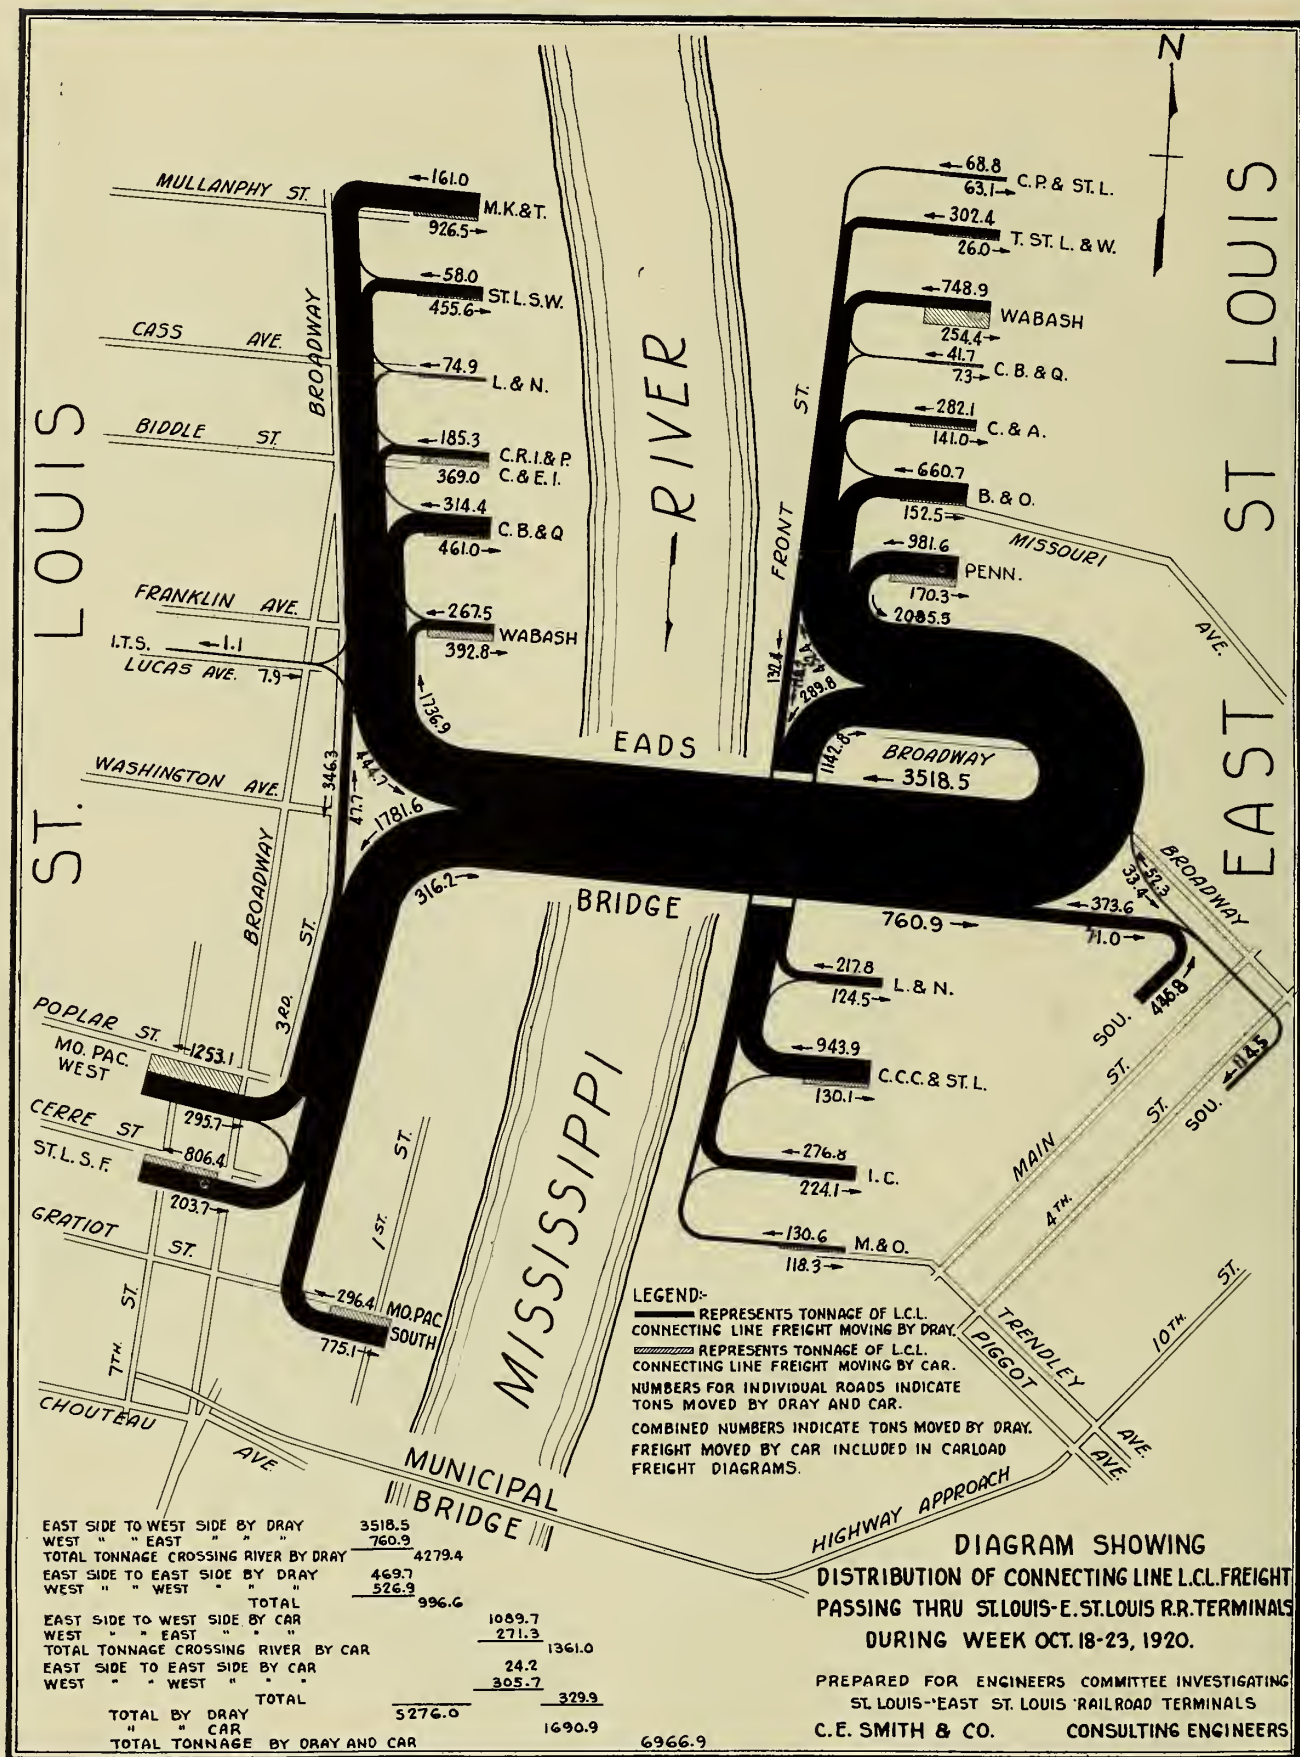 N
MULLANPHY ST.
←161.0
M.K.&T.
926.5→
←58.0
ST.L.S.W.
455.6→
CASS AVE.
BROADWAY
←74.9
L.& N.
BIDDLE ST.
←185.3
C.R.I.& P.
369.0 C.& E.I.
←314.4
C.B.& Q
461.0→
FRANKLIN AVE.
←267.5
WABASH
392.8→
I.T.S. ←1.1
LUCAS AVE. 7.9→
←1736.9
WASHINGTON AVE.
←346.3
47.7→
444.7→
←1781.6
316.2→
ST. LOUIS
BROADWAY
3RD. ST.
POPLAR ST.
MO. PAC.
WEST
←1253.1
295.7→
CERRE ST
ST.L.S.F.
←806.4
203.7→
GRATIOT ST.
1 ST. ST.
←296.4 MO.PAC.
SOUTH
775.1→
7TH. ST.
CHOUTEAU AVE.
RIVER
EADS
BRIDGE
MISSISSIPPI
MUNICIPAL
BRIDGE
←68.8
63.1→ C.P. & ST. L.
←302.4
T. ST. L. & W.
26.0→
←748.9
WABASH
254.4→
←41.7
7.3→ C. B. & Q.
←282.1
C. & A.
141.0→
←660.7
B. & O.
152.5→
MISSOURI AVE.
←981.6
PENN.
170.3→
2085.5
FRONT ST.
132.4→
←289.8
1142.8→
BROADWAY
← 3518.5
760.9 →
←373.6
71.0→
←52.3
33.4→
BROADWAY
EAST ST LOUIS
←217.8
L. & N.
124.5→
←943.9
C.C.C. & ST. L.
130.1→
←276.8
I. C.
224.1→
←130.6
M.& O.
118.3→
SOU.
SOU.
MAIN ST.
4TH. ST.
10TH. ST.
TRENDLEY AVE.
PIGGOT AVE.
HIGHWAY APPROACH
LEGEND:-
REPRESENTS TONNAGE OF L.C.L.
CONNECTING LINE FREIGHT MOVING BY DRAY.
REPRESENTS TONNAGE OF L.C.L.
CONNECTING LINE FREIGHT MOVING BY CAR.
NUMBERS FOR INDIVIDUAL ROADS INDICATE
TONS MOVED BY DRAY AND CAR.
COMBINED NUMBERS INDICATE TONS MOVED BY DRAY.
FREIGHT MOVED BY CAR INCLUDED IN CARLOAD
FREIGHT DIAGRAMS.
EAST SIDE TO WEST SIDE BY DRAY 3518.5
WEST " " EAST " " " 760.9
TOTAL TONNAGE CROSSING RIVER BY DRAY 4279.4
EAST SIDE TO EAST SIDE BY DRAY 469.7
WEST " " WEST " " " 526.9
TOTAL 996.6
EAST SIDE TO WEST SIDE BY CAR 1089.7
WEST " " EAST " " " 271.3
TOTAL TONNAGE CROSSING RIVER BY CAR 1361.0
EAST SIDE TO EAST SIDE BY CAR 24.2
WEST " " WEST " " " 305.7
TOTAL 329.9
TOTAL BY DRAY 5276.0
" " CAR 1690.9
TOTAL TONNAGE BY DRAY AND CAR 6966.9
DIAGRAM SHOWING
DISTRIBUTION OF CONNECTING LINE L.C.L. FREIGHT
PASSING THRU ST.LOUIS-E.ST.LOUIS R.R.TERMINALS
DURING WEEK OCT. 18-23, 1920.
PREPARED FOR ENGINEERS COMMITTEE INVESTIGATING
ST. LOUIS-EAST ST. LOUIS RAILROAD TERMINALS
C.E. SMITH & CO. CONSULTING ENGINEERS